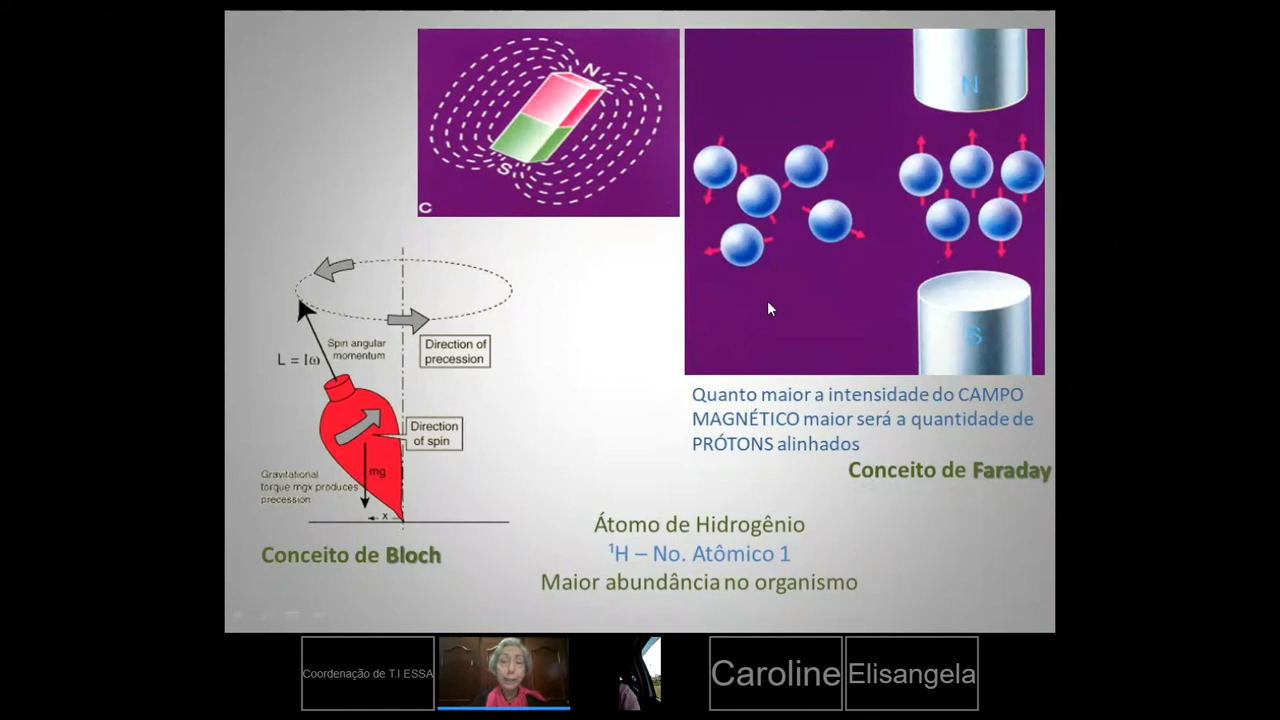 N
S
C
N
S
Spin angular
momentum
L = Iω
Direction of
precession
Direction
of spin
mg
Gravitational
torque mgx produces
precession
x
Conceito de Bloch
Quanto maior a intensidade do CAMPO
MAGNÉTICO maior será a quantidade de
PRÓTONS alinhados
Conceito de Faraday
Átomo de Hidrogênio
¹H – No. Atômico 1
Maior abundância no organismo
Coordenação de T.I ESSA
Caroline
Elisangela